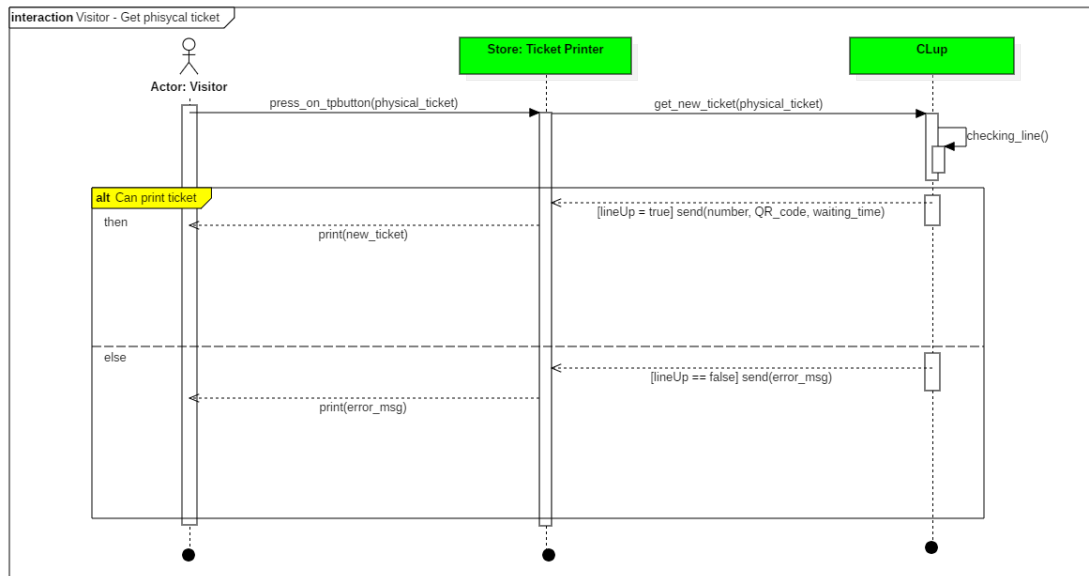 interaction Visitor - Get phisycal ticket
Actor: Visitor
Store: Ticket Printer
CLup
press_on_tpbutton(physical_ticket)
get_new_ticket(physical_ticket)
checking_line()
alt Can print ticket
then
[lineUp = true] send(number, QR_code, waiting_time)
print(new_ticket)
else
[lineUp == false] send(error_msg)
print(error_msg)